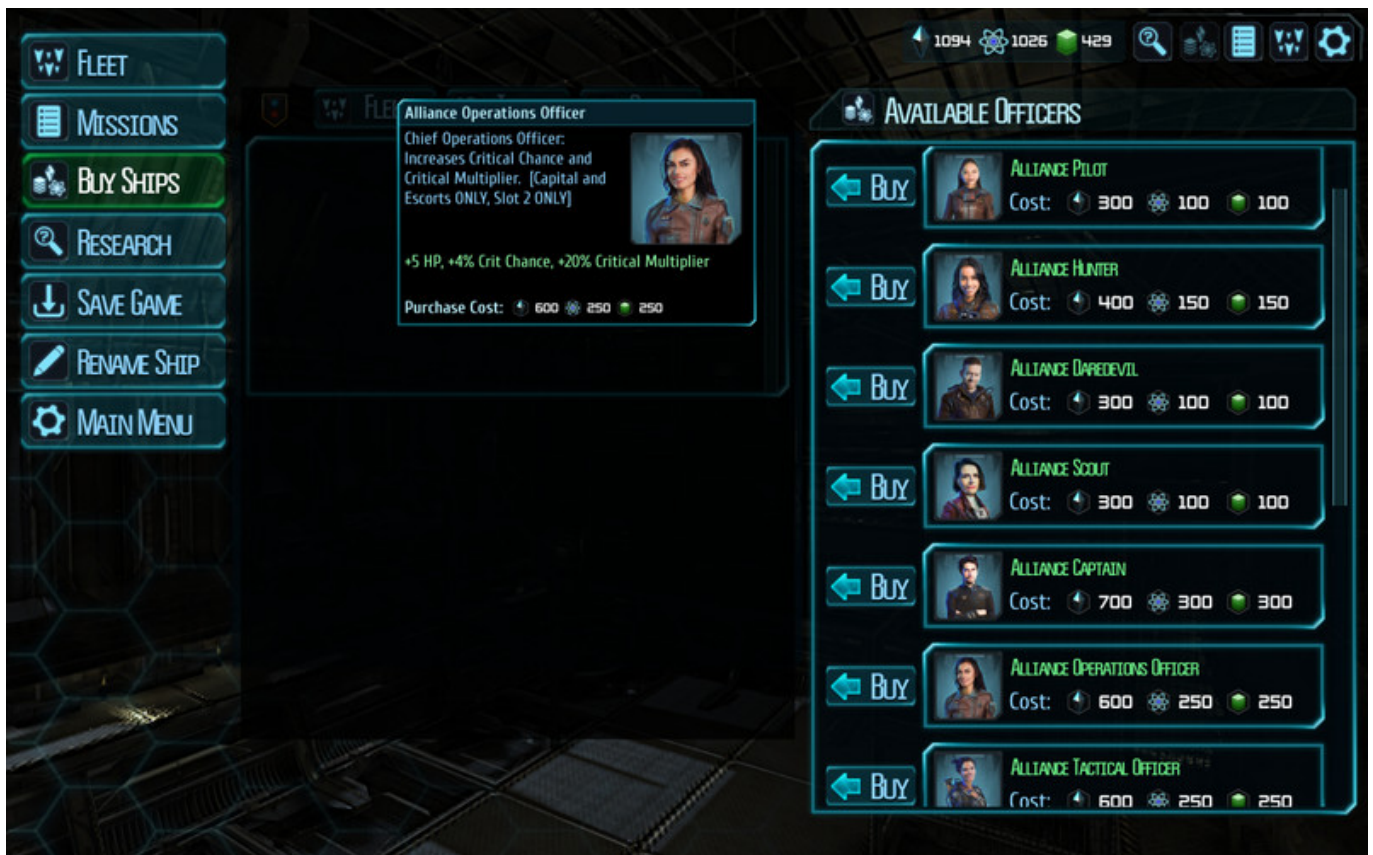 FLEET
MISSIONS
BUY SHIPS
RESEARCH
SAVE GAME
RENAME SHIP
MAIN MENU
1094 1026 429
FLE
Alliance Operations Officer
Chief Operations Officer:
Increases Critical Chance and
Critical Multiplier. [Capital and
Escorts ONLY, Slot 2 ONLY]
+5 HP, +4% Crit Chance, +20% Critical Multiplier
Purchase Cost: 600 250 250
AVAILABLE OFFICERS
BUY
ALLIANCE PILOT
Cost: 300 100 100
BUY
ALLIANCE HUNTER
Cost: 400 150 150
BUY
ALLIANCE DAREDEVIL
Cost: 300 100 100
BUY
ALLIANCE SCOUT
Cost: 300 100 100
BUY
ALLIANCE CAPTAIN
Cost: 700 300 300
BUY
ALLIANCE OPERATIONS OFFICER
Cost: 600 250 250
BUY
ALLIANCE TACTICAL OFFICER
Cost: 600 250 250